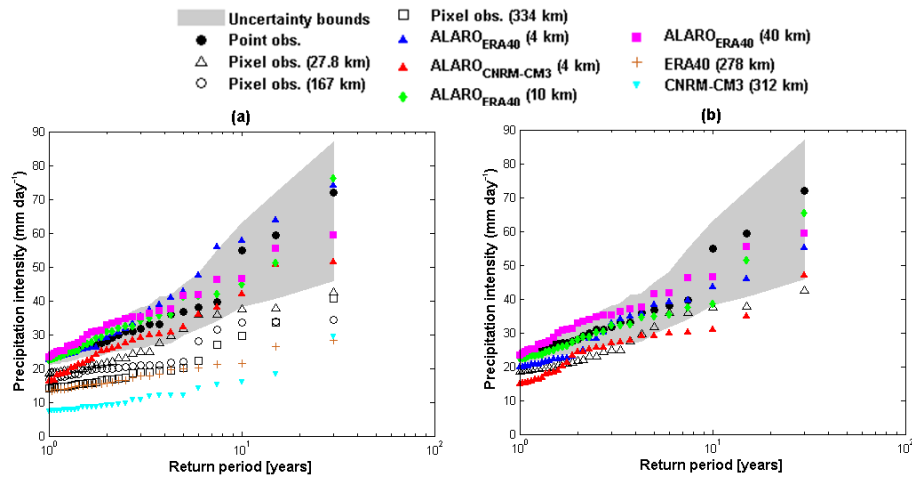 Uncertainty bounds
Point obs.
Pixel obs. (27.8 km)
Pixel obs. (167 km)
Pixel obs. (334 km)
ALARO_ERA40 (4 km)
ALARO_CNRM-CM3 (4 km)
ALARO_ERA40 (10 km)
ALARO_ERA40 (40 km)
ERA40 (278 km)
CNRM-CM3 (312 km)
(a)
Precipitation intensity (mm day⁻¹)
90
80
70
60
50
40
30
20
10
0
10⁰
10¹
10²
Return period [years]
(b)
Precipitation intensity (mm day⁻¹)
90
80
70
60
50
40
30
20
10
0
10⁰
10¹
10²
Return period [years]